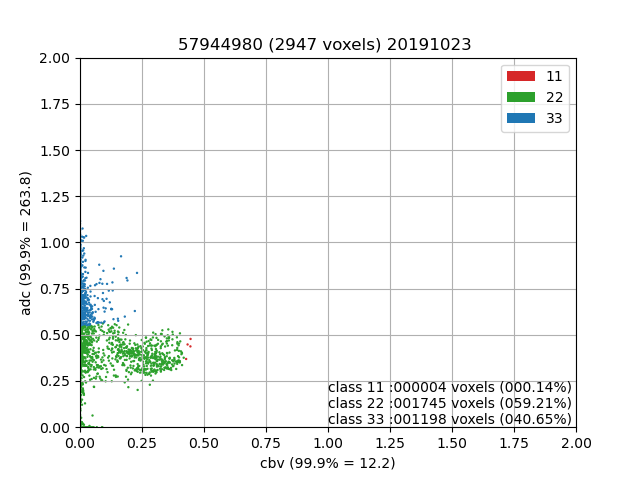 57944980 (2947 voxels) 20191023
2.00
1.75
1.50
1.25
1.00
0.75
0.50
0.25
0.00
adc (99.9% = 263.8)
11
22
33
class 11 :000004 voxels (000.14%)
class 22 :001745 voxels (059.21%)
class 33 :001198 voxels (040.65%)
0.00 0.25 0.50 0.75 1.00 1.25 1.50 1.75 2.00
cbv (99.9% = 12.2)